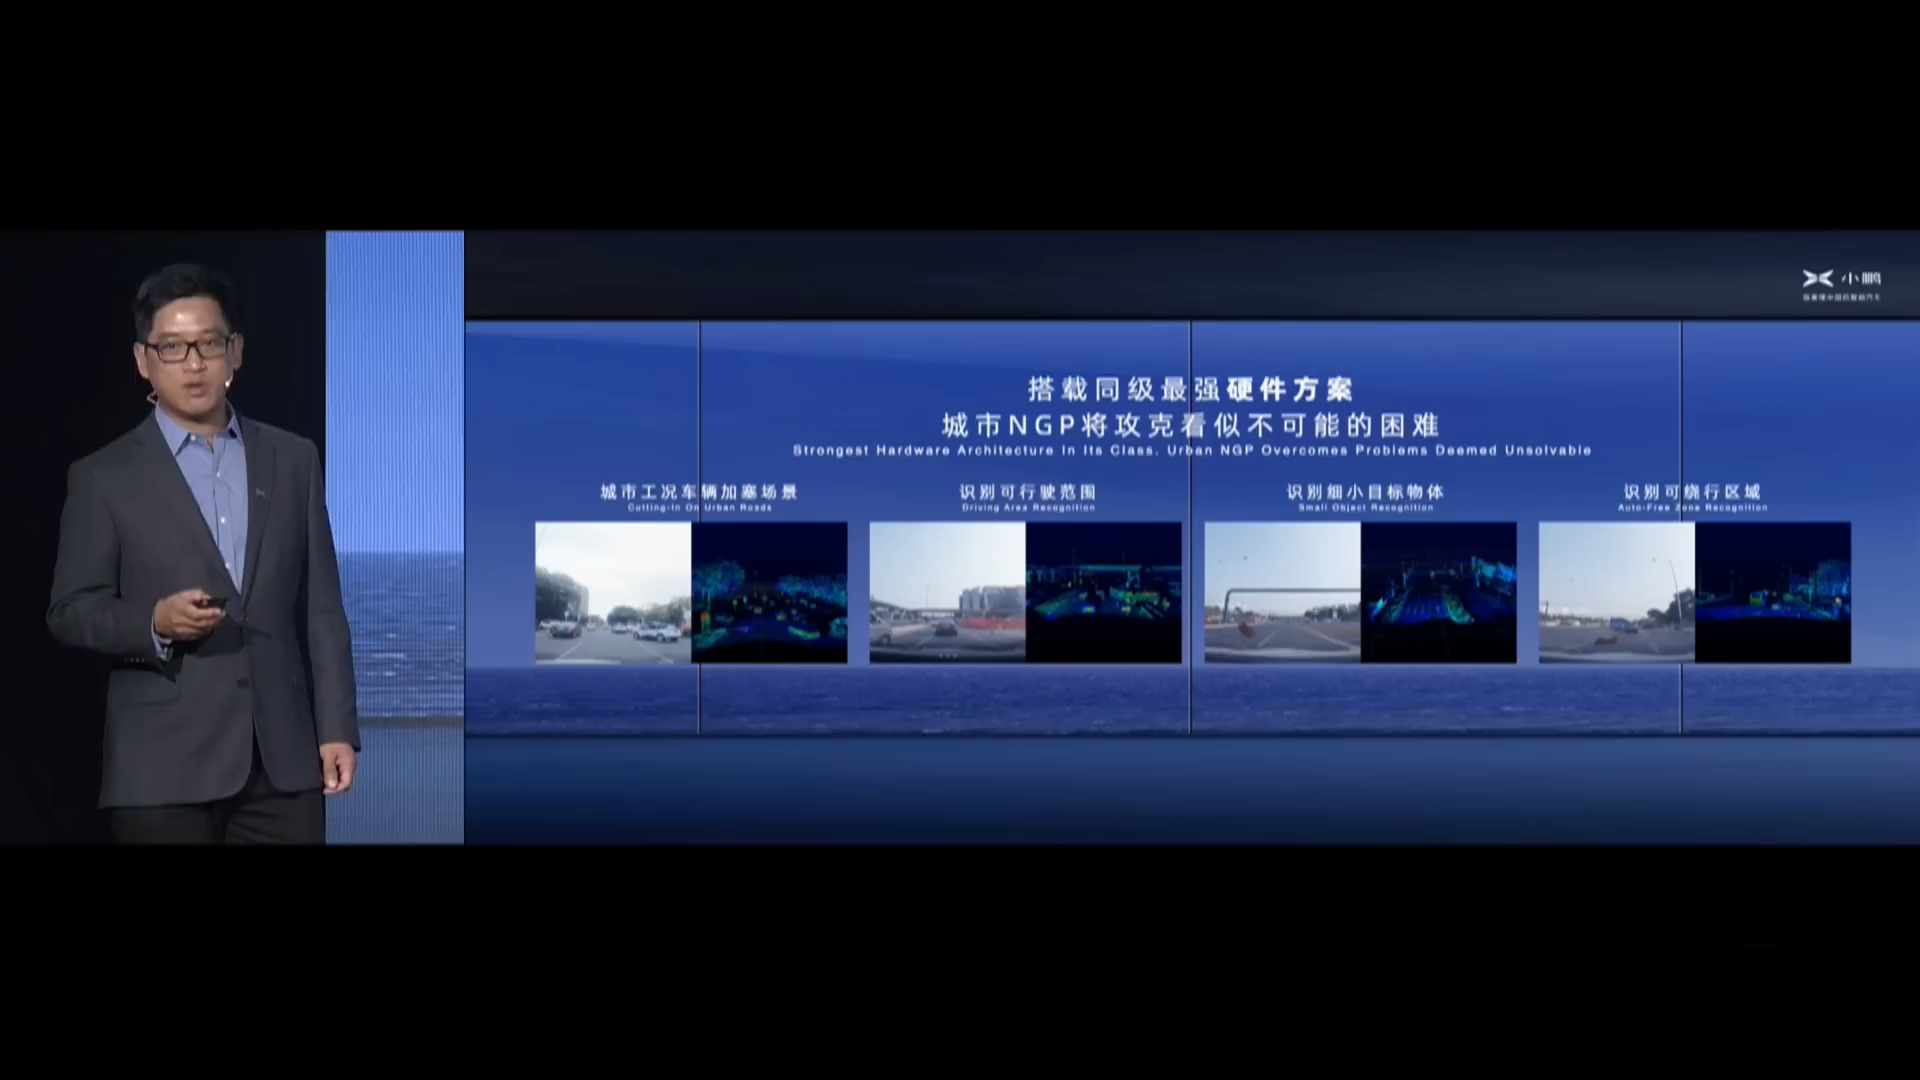 小鹏
搭载同级最强硬件方案
城市NGP将攻克看似不可能的困难
Strongest Hardware Architecture In Its Class, Urban NGP Overcomes Problems Deemed Unsolvable
城市工况车辆加塞场景
Cutting-In On Urban Roads
识别可行驶范围
Driving Area Recognition
识别细小目标物体
Small Object Recognition
识别可绕行区域
Auto-Free Zone Recognition